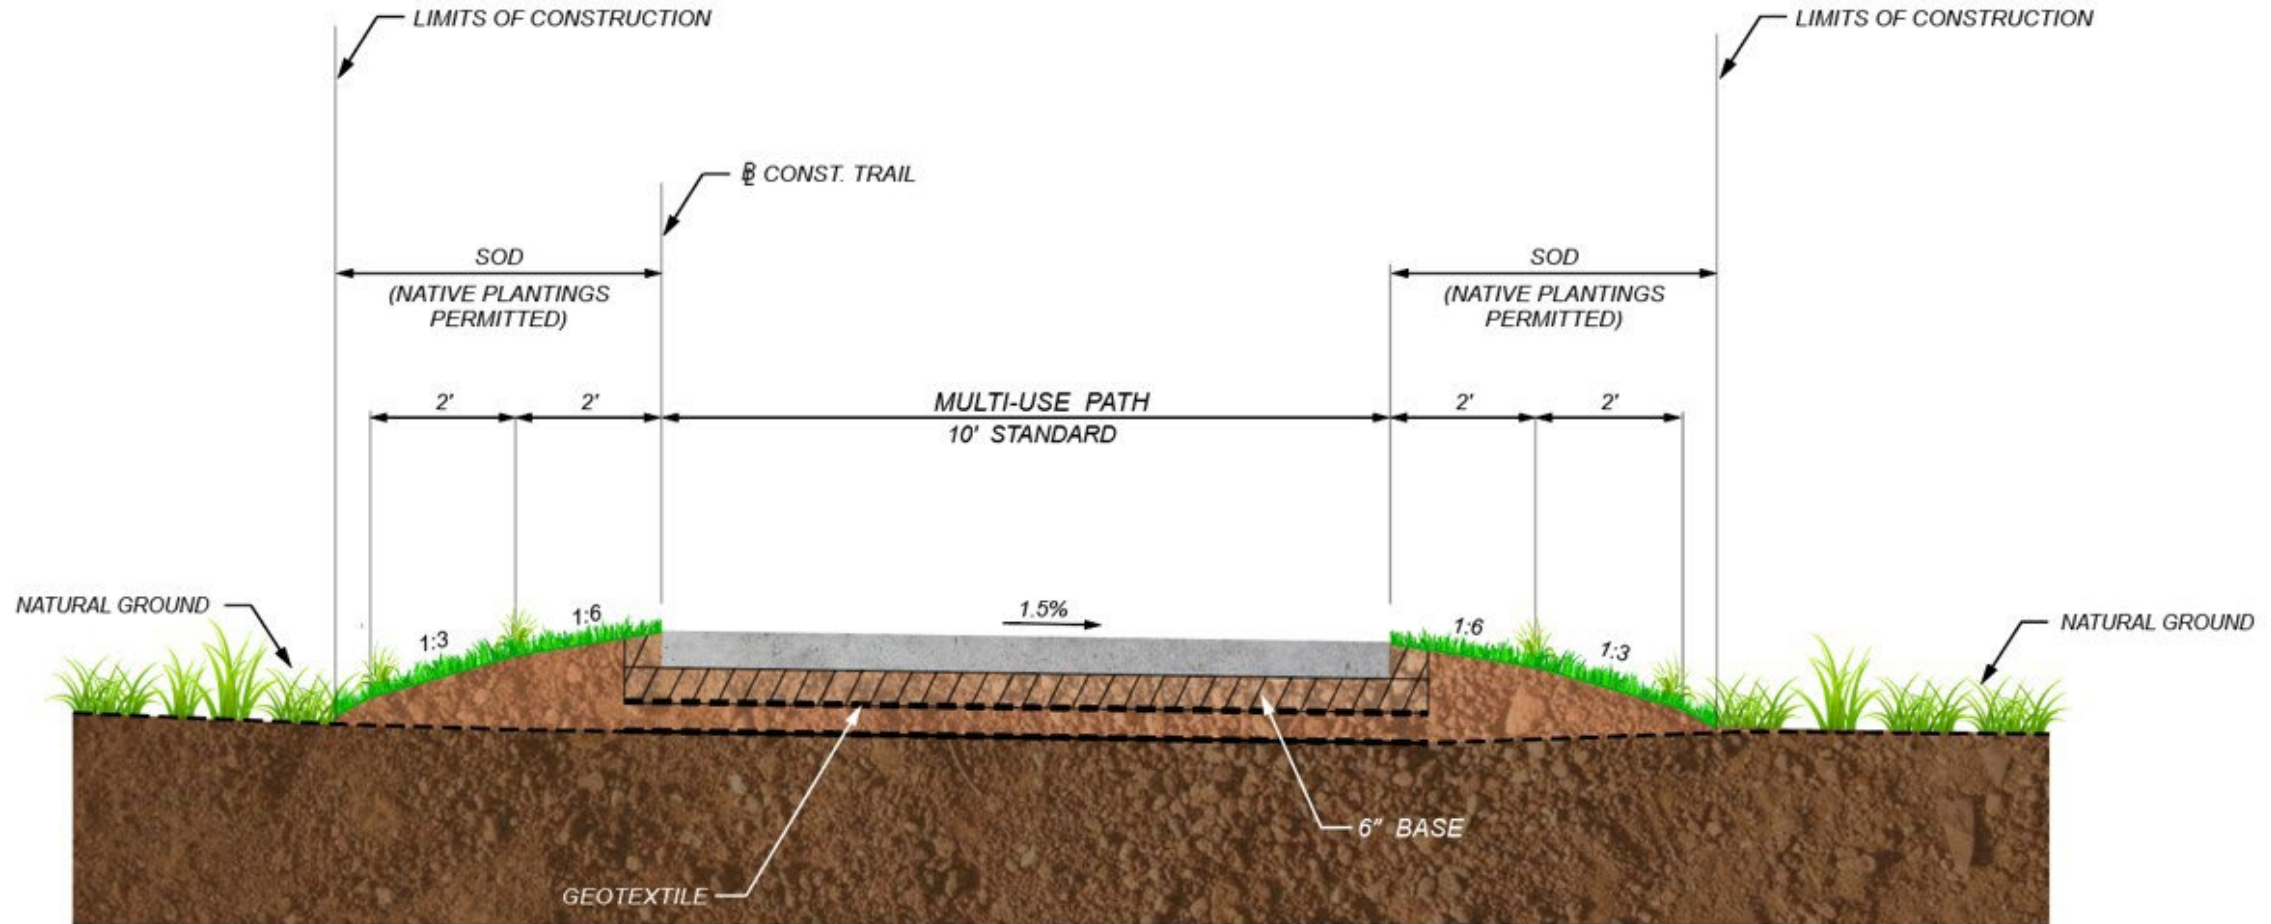 LIMITS OF CONSTRUCTION
LIMITS OF CONSTRUCTION
℄ CONST. TRAIL
SOD
(NATIVE PLANTINGS
PERMITTED)
SOD
(NATIVE PLANTINGS
PERMITTED)
2'
2'
MULTI-USE PATH
10' STANDARD
2'
2'
NATURAL GROUND
1:3
1:6
1.5%
1:6
1:3
NATURAL GROUND
6" BASE
GEOTEXTILE